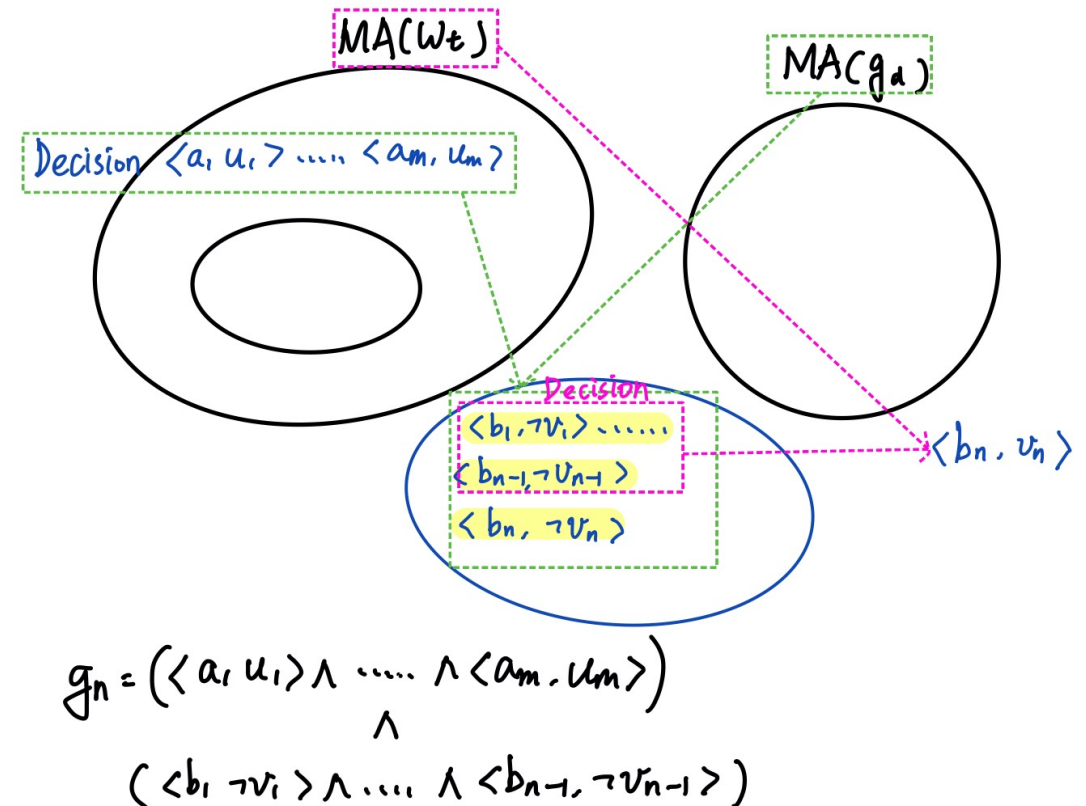 MA(Wt)
MA(gd)
Decision <a1 u1> ..... <am, um>
Decision
<b1, ¬v1> ......
<bn-1, ¬vn-1>
<bn, ¬vn>
<bn, vn>
gn = (<a1 u1> ∧ ..... ∧ <am, um>)
∧
(<b1 ¬v1> ∧ .... ∧ <bn-1, ¬vn-1>)